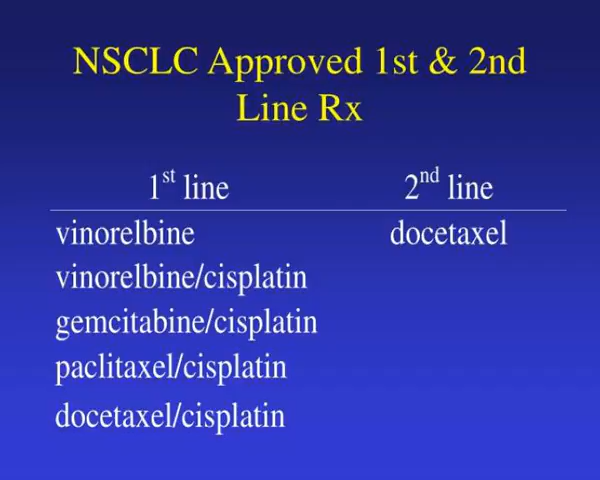 NSCLC Approved 1st & 2nd
Line Rx
1st line 2nd line
vinorelbine docetaxel
vinorelbine/cisplatin
gemcitabine/cisplatin
paclitaxel/cisplatin
docetaxel/cisplatin